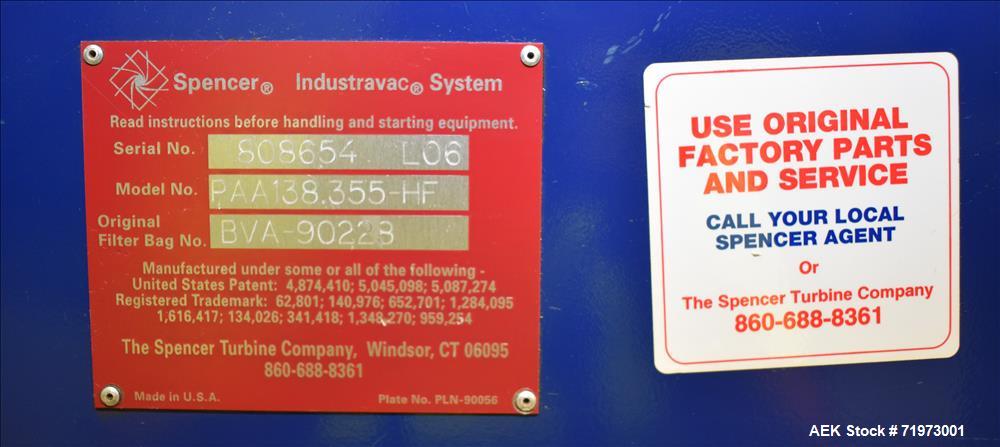 Spencer® Industravac® System
Read instructions before handling and starting equipment.
Serial No. 808654 L06
Model No. PAA138.355-HF
Original
Filter Bag No. BVA-90228
Manufactured under some or all of the following -
United States Patent: 4,874,410; 5,045,098; 5,087,274
Registered Trademark: 62,801; 140,976; 652,701; 1,284,095
1,616,417; 134,026; 341,418; 1,348,270; 959,254
The Spencer Turbine Company, Windsor, CT 06095
860-688-8361
Made in U.S.A. Plate No. PLN-90056
USE ORIGINAL
FACTORY PARTS
AND SERVICE
CALL YOUR LOCAL
SPENCER AGENT
Or
The Spencer Turbine Company
860-688-8361
AEK Stock # 71973001